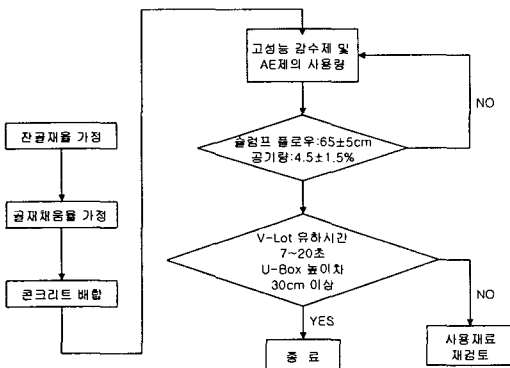 잔골재율 가정
골재채움율 가정
콘크리트 배합
고성능 감수제 및
AE제의 사용량
NO
슬럼프 플로우:65±5cm
공기량:4.5±1.5%
V-Lot 유하시간
7~20초
U-Box 높이차
30cm 이상
NO
YES
종 료
사용재료
재검토